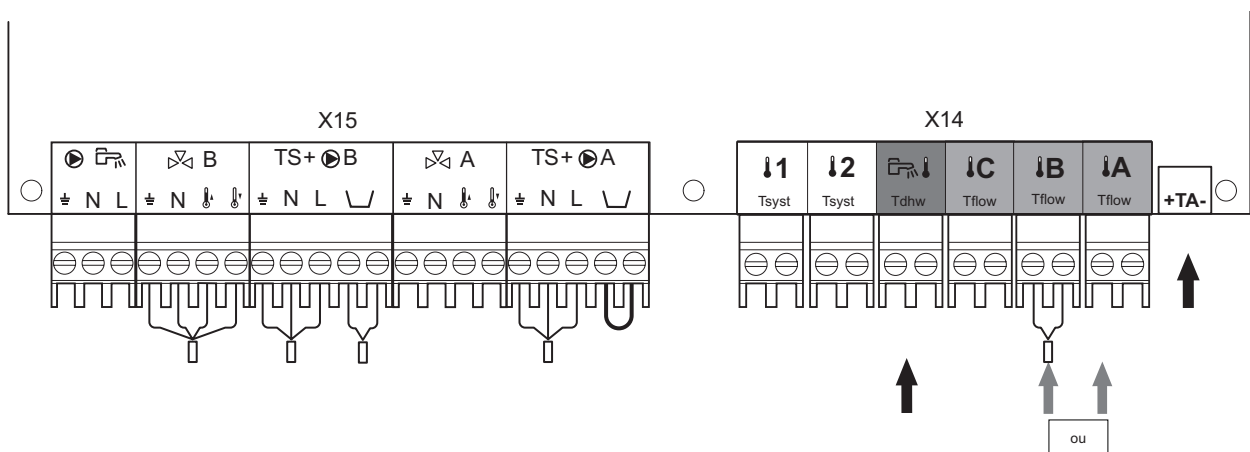 X15 X14
B TS+ B A TS+ A
N L N N L N N L
1 2 C B A
Tsyst Tsyst Tdhw Tflow Tflow Tflow
+TA-
ou